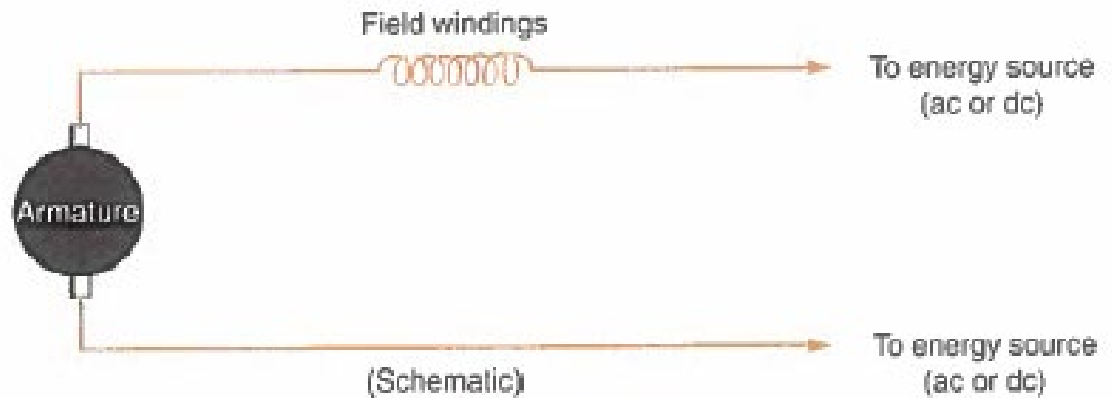 Field windings
To energy source
(ac or dc)
Armature
To energy source
(ac or dc)
(Schematic)